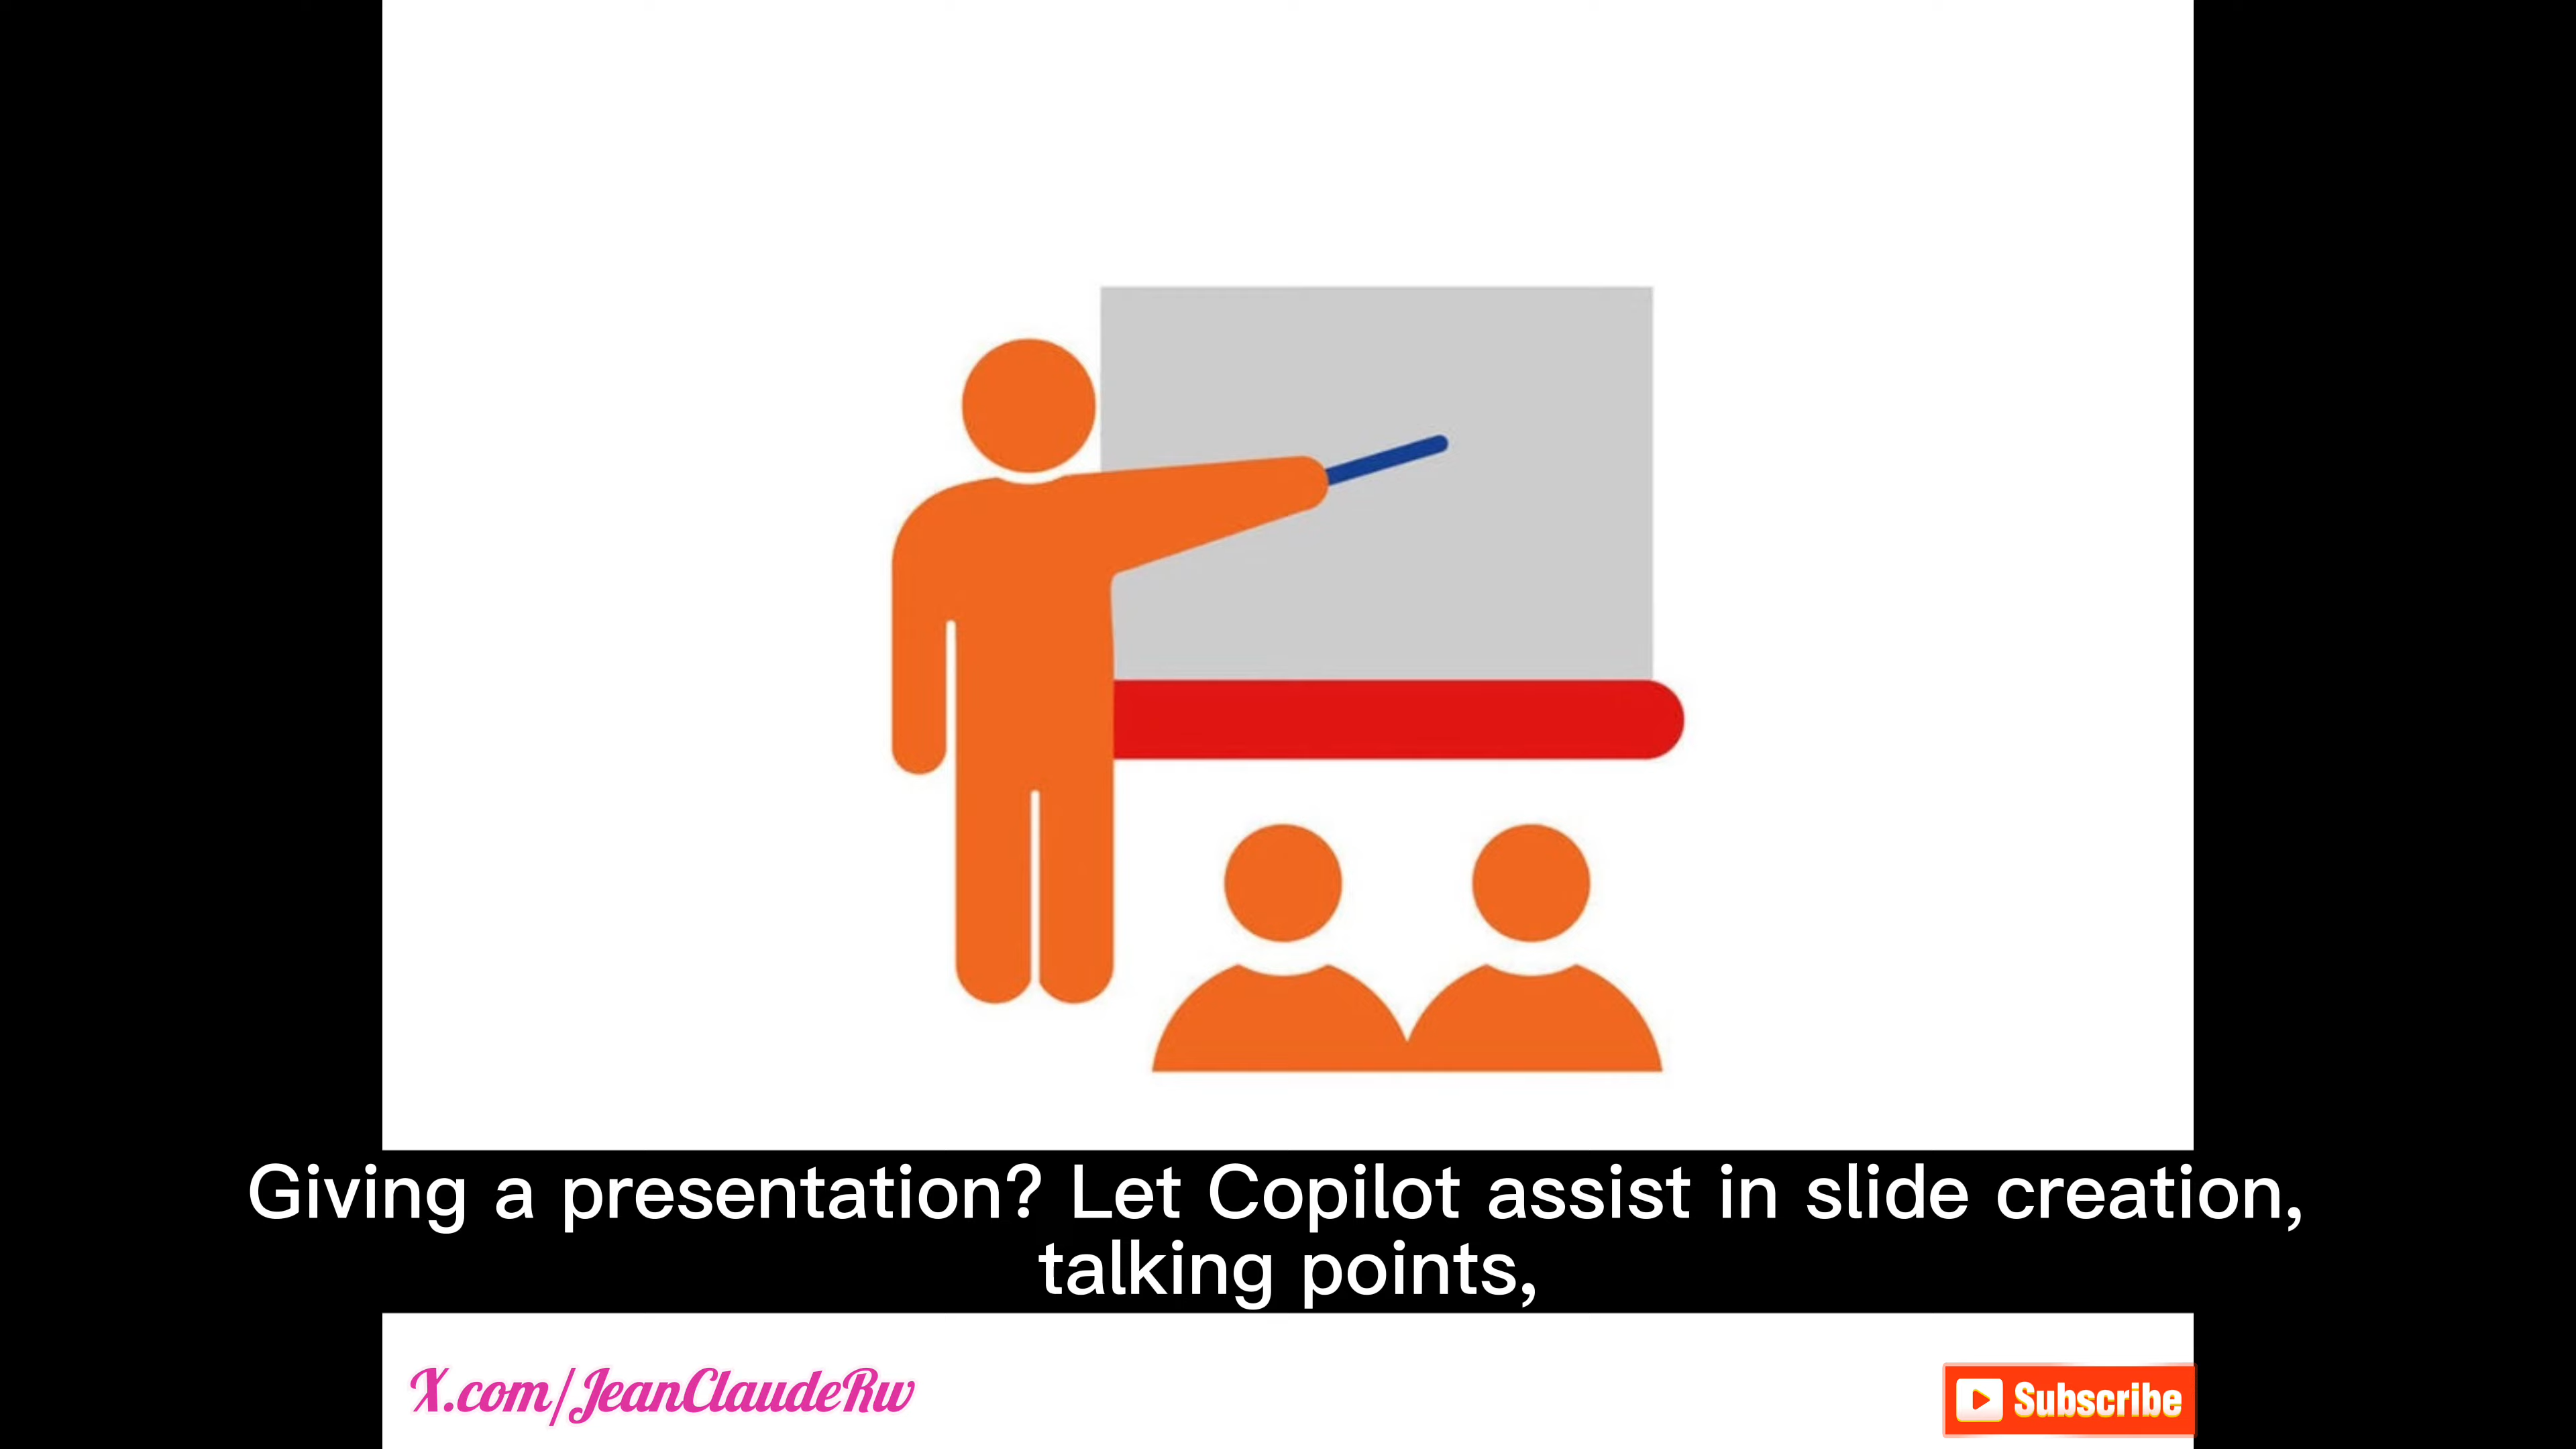 Giving a presentation? Let Copilot assist in slide creation,
talking points,
X.com/JeanClaudeRw
Subscribe